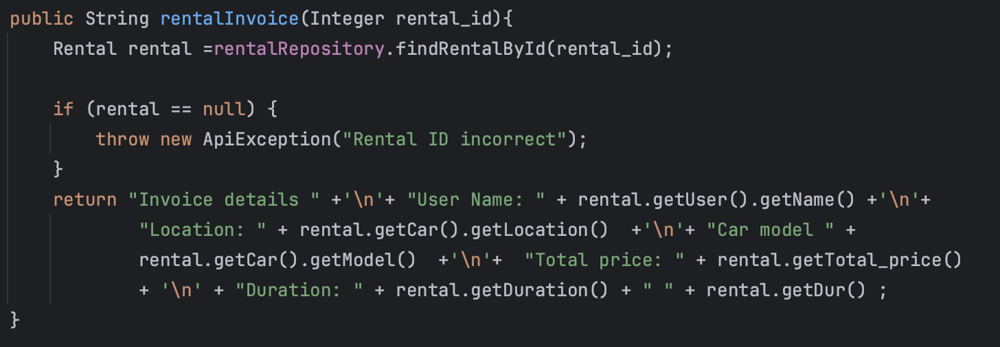 public String rentalInvoice(Integer rental_id){
    Rental rental =rentalRepository.findRentalById(rental_id);

    if (rental == null) {
        throw new ApiException("Rental ID incorrect");
    }
    return "Invoice details " +'\n'+ "User Name: " + rental.getUser().getName() +'\n'+
            "Location: " + rental.getCar().getLocation()  +'\n'+ "Car model " +
            rental.getCar().getModel()  +'\n'+  "Total price: " + rental.getTotal_price()
            + '\n' + "Duration: " + rental.getDuration() + " " + rental.getDur() ;
}